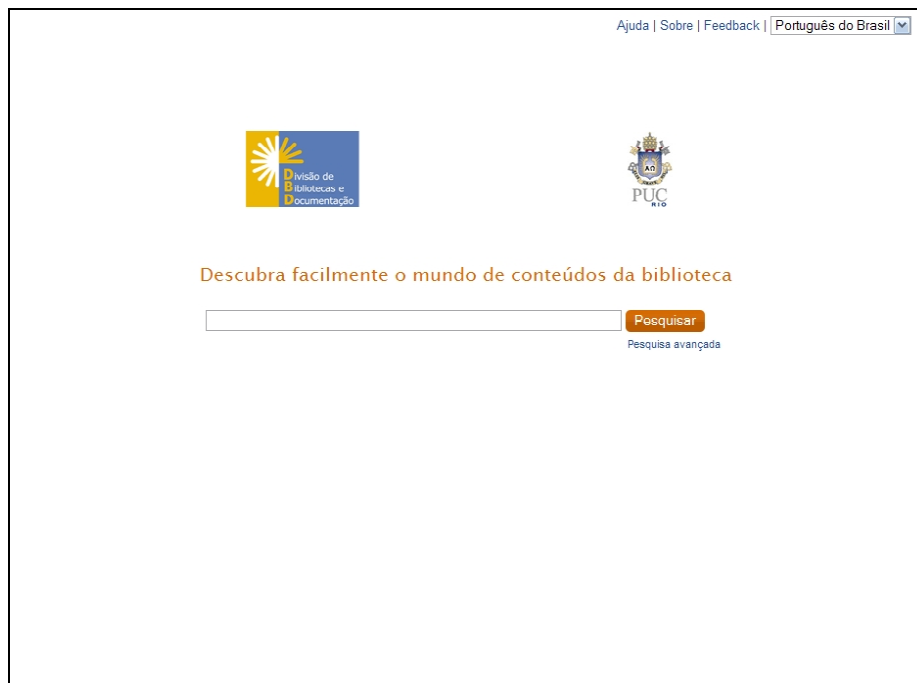 Ajuda | Sobre | Feedback | Português do Brasil
Divisão de
Bibliotecas e
Documentação
ΑΩ
PUC
RIO
Descubra facilmente o mundo de conteúdos da biblioteca
Pesquisar
Pesquisa avançada